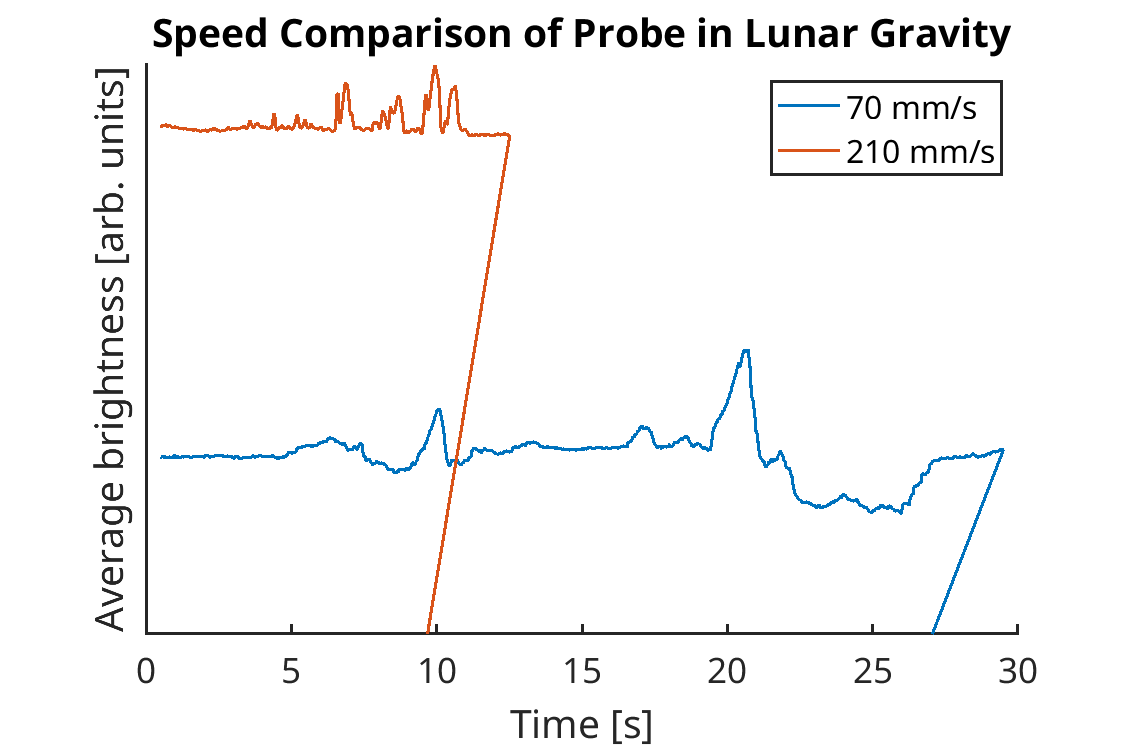 Speed Comparison of Probe in Lunar Gravity
Average brightness [arb. units]
70 mm/s
210 mm/s
0 5 10 15 20 25 30
Time [s]